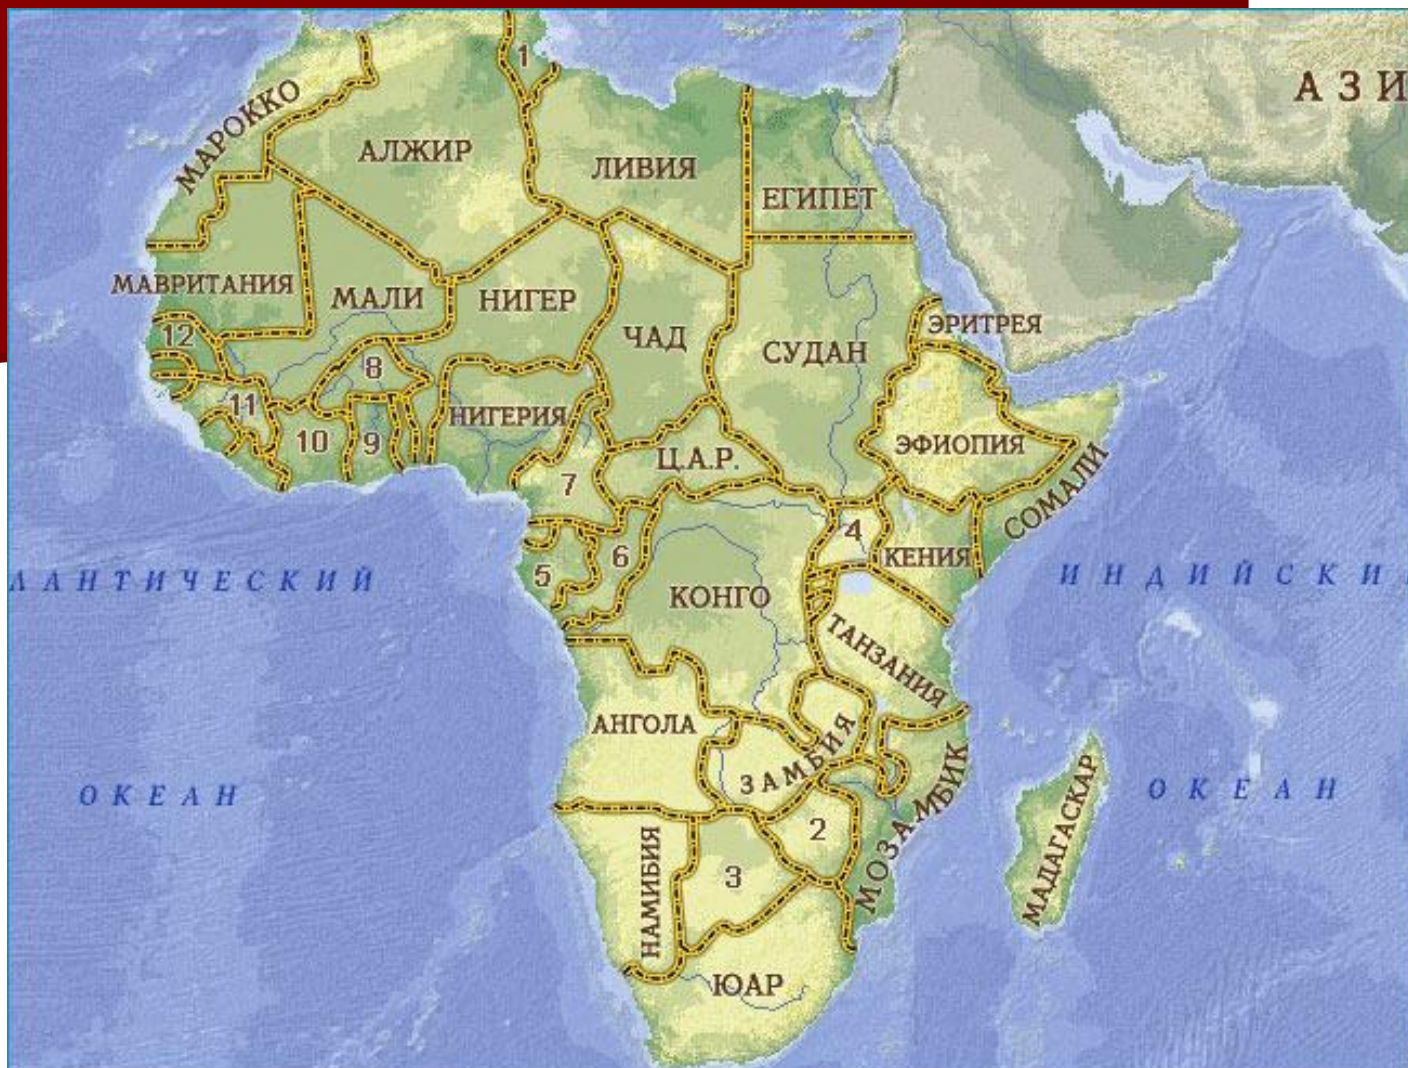 1
А З И
МАРОККО
АЛЖИР
ЛИВИЯ
ЕГИПЕТ
МАВРИТАНИЯ
МАЛИ
НИГЕР
ЧАД
СУДАН
ЭРИТРЕЯ
12
8
11
10
9
НИГЕРИЯ
7
Ц.А.Р.
ЭФИОПИЯ
СОМАЛИ
4
КЕНИЯ
5
6
КОНГО
ЛАНТИЧЕСКИЙ
ИНДИЙСКИ
ТАНЗАНИЯ
АНГОЛА
ЗАМБИЯ
МОЗАМБИК
ОКЕАН
ОКЕАН
МАДАГАСКАР
2
3
НАМИБИЯ
ЮАР